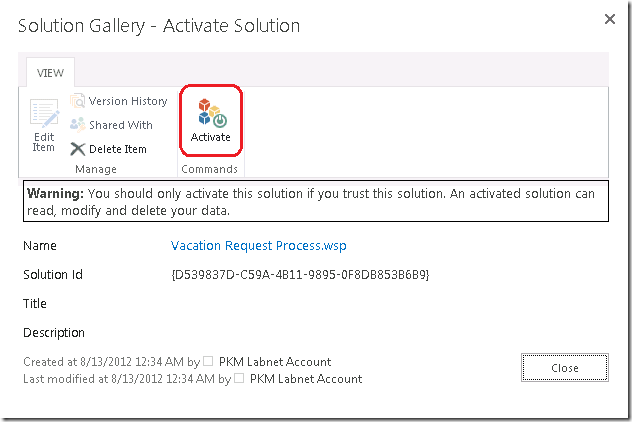 Solution Gallery - Activate Solution
VIEW
Edit
Item
Version History
Shared With
Delete Item
Manage
Activate
Commands
Warning: You should only activate this solution if you trust this solution. An activated solution can
read, modify and delete your data.
Name Vacation Request Process.wsp
Solution Id {D539837D-C59A-4B11-9895-0F8DB853B6B9}
Title
Description
Created at 8/13/2012 12:34 AM by PKM Labnet Account
Last modified at 8/13/2012 12:34 AM by PKM Labnet Account
Close